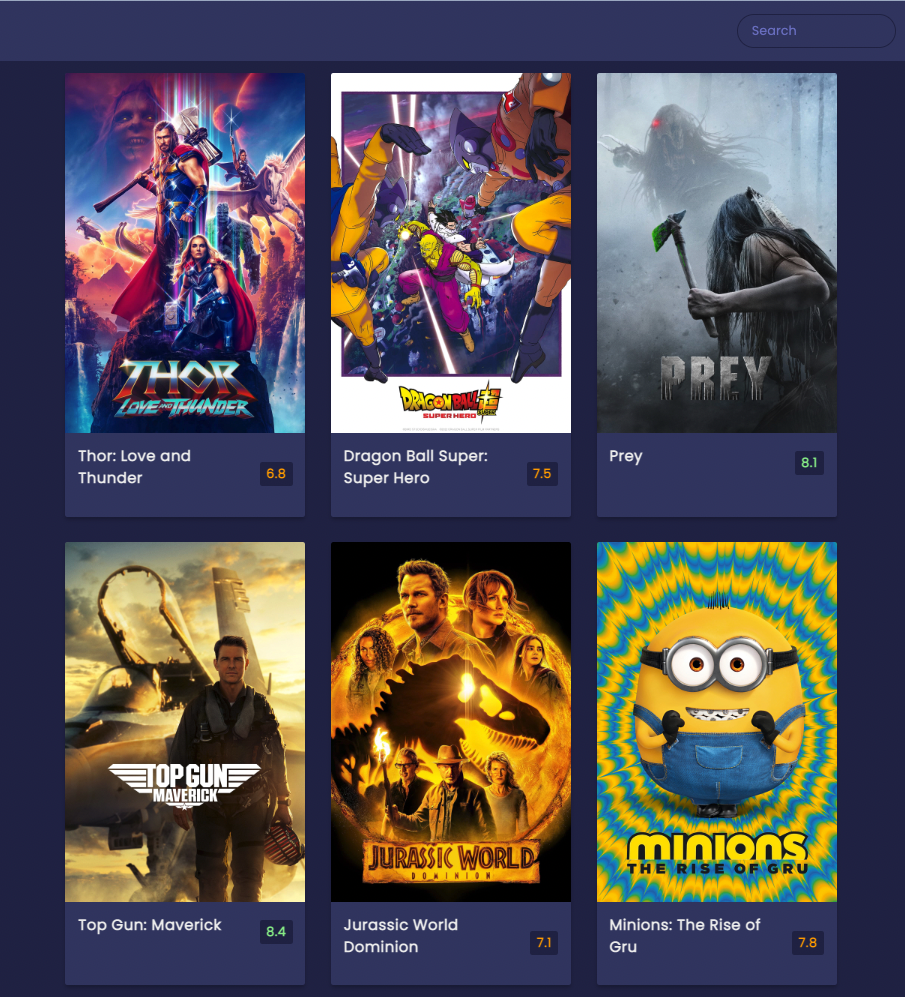 Search
THOR
LOVE AND THUNDER
DRAGON BALL SUPER
SUPER HERO
PREY
Thor: Love and
Thunder
6.8
Dragon Ball Super:
Super Hero
7.5
Prey
8.1
TOP GUN
MAVERICK
JURASSIC WORLD
DOMINION
minions
THE RISE OF GRU
Top Gun: Maverick
8.4
Jurassic World
Dominion
7.1
Minions: The Rise of
Gru
7.8